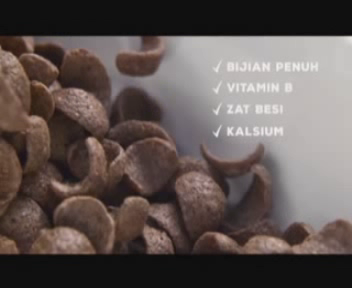 ✓ BIJIAN PENUH
✓ VITAMIN B
✓ ZAT BESI
✓ KALSIUM